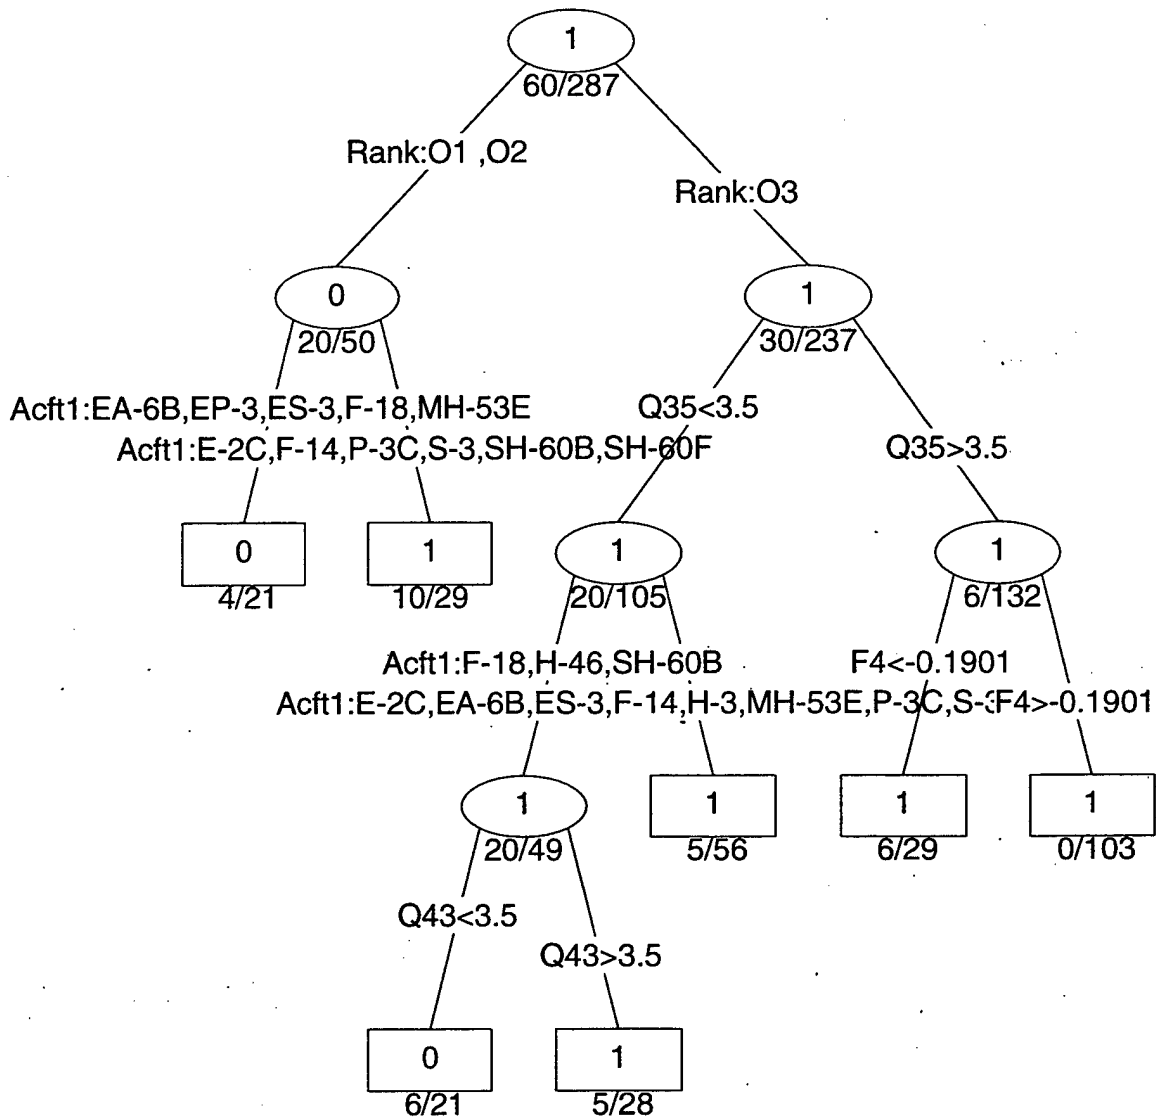 1
60/287
Rank:O1 ,O2
Rank:O3
0
20/50
1
30/237
Acft1:EA-6B,EP-3,ES-3,F-18,MH-53E
Acft1:E-2C,F-14,P-3C,S-3,SH-60B,SH-60F
Q35<3.5
Q35>3.5
0
4/21
1
10/29
1
20/105
1
6/132
Acft1:F-18,H-46,SH-60B
Acft1:E-2C,EA-6B,ES-3,F-14,H-3,MH-53E,P-3C,S-3
F4<-0.1901
F4>-0.1901
1
20/49
1
5/56
1
6/29
1
0/103
Q43<3.5
Q43>3.5
0
6/21
1
5/28